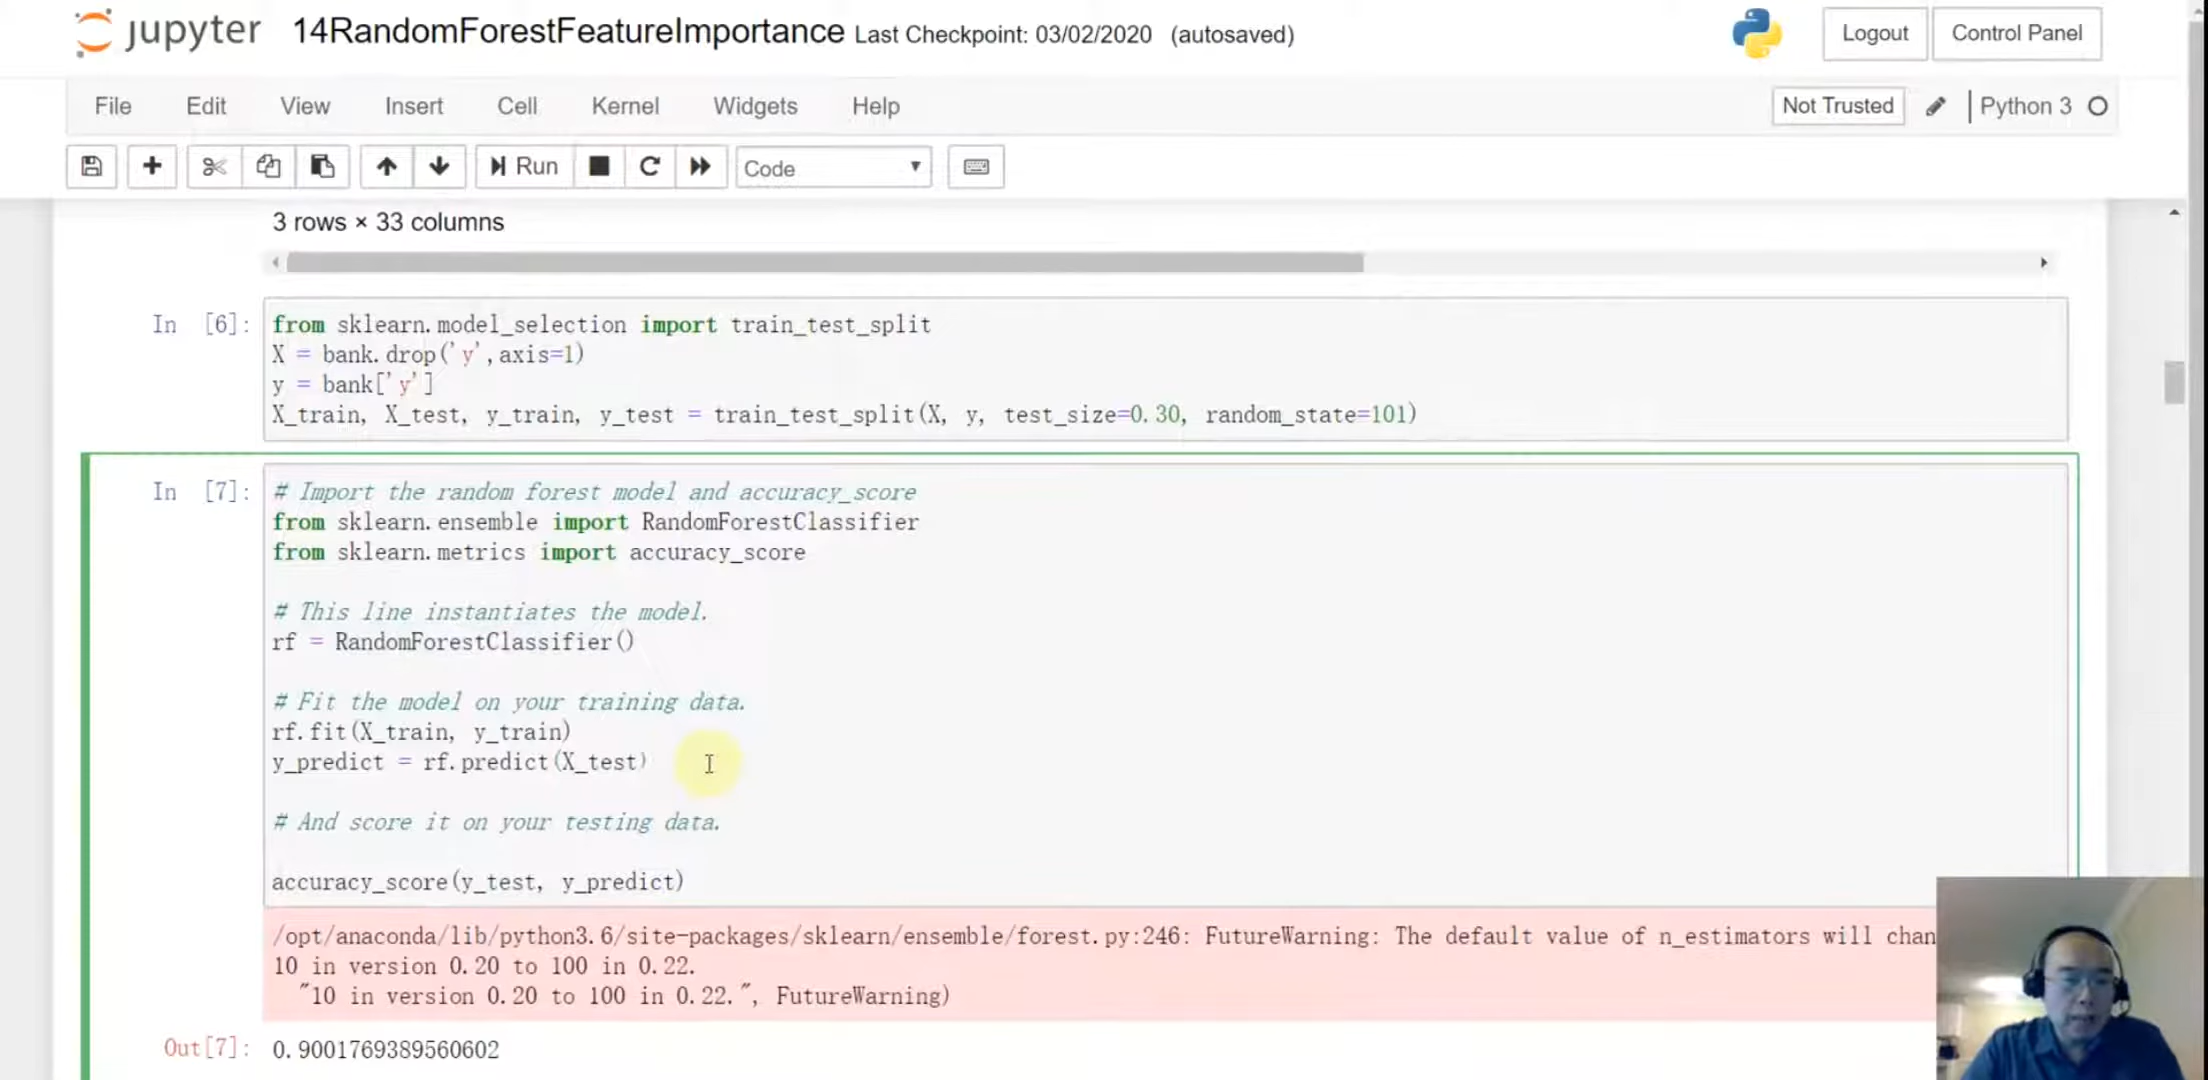 jupyter 14RandomForestFeatureImportance Last Checkpoint: 03/02/2020 (autosaved) Logout Control Panel
File Edit View Insert Cell Kernel Widgets Help Not Trusted Python 3
Run Code
3 rows × 33 columns
In [6]: from sklearn.model_selection import train_test_split
X = bank.drop('y',axis=1)
y = bank['y']
X_train, X_test, y_train, y_test = train_test_split(X, y, test_size=0.30, random_state=101)
In [7]: # Import the random forest model and accuracy_score
from sklearn.ensemble import RandomForestClassifier
from sklearn.metrics import accuracy_score
# This line instantiates the model.
rf = RandomForestClassifier()
# Fit the model on your training data.
rf.fit(X_train, y_train)
y_predict = rf.predict(X_test)
# And score it on your testing data.
accuracy_score(y_test, y_predict)
/opt/anaconda/lib/python3.6/site-packages/sklearn/ensemble/forest.py:246: FutureWarning: The default value of n_estimators will chan
10 in version 0.20 to 100 in 0.22.
"10 in version 0.20 to 100 in 0.22.", FutureWarning)
Out[7]: 0.9001769389560602